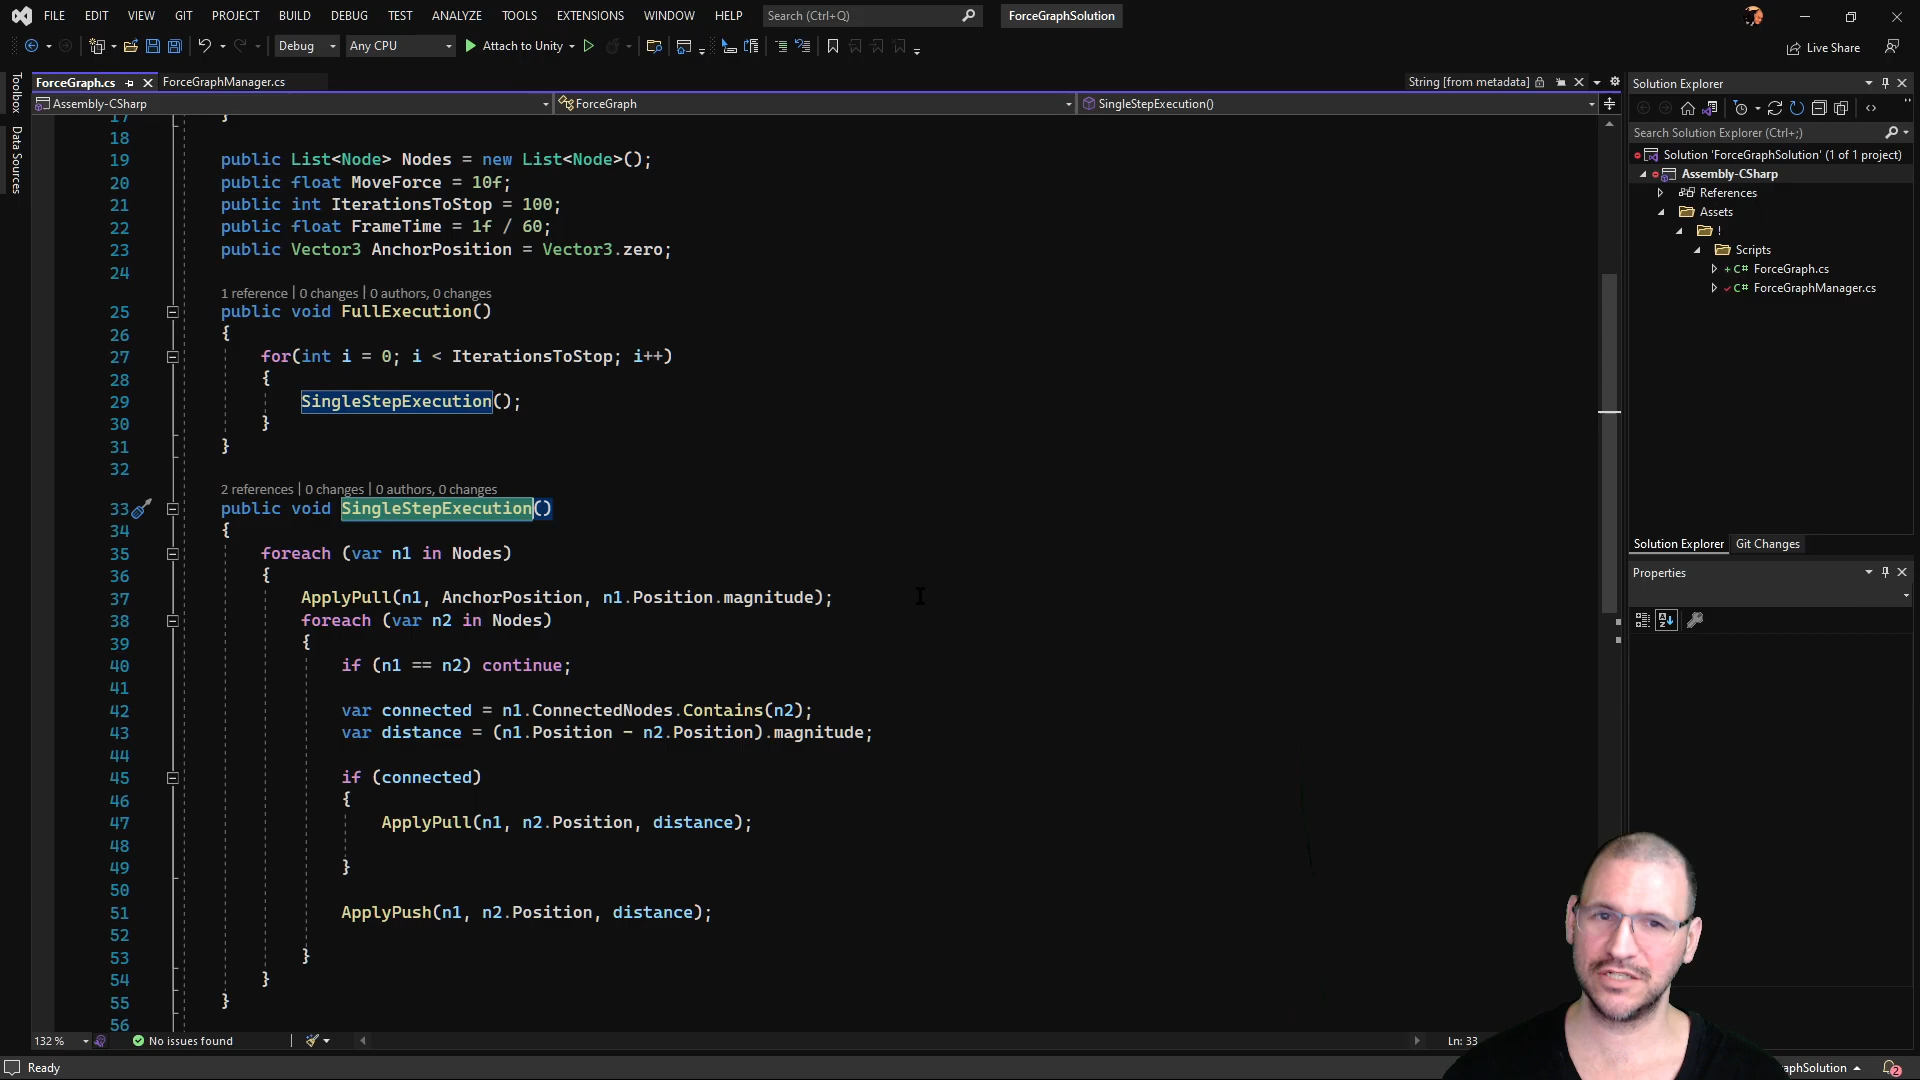 FILE EDIT VIEW GIT PROJECT BUILD DEBUG TEST ANALYZE TOOLS EXTENSIONS WINDOW HELP Search (Ctrl+Q) ForceGraphSolution
Debug Any CPU Attach to Unity Live Share
ForceGraph.cs ForceGraphManager.cs String [from metadata]
Assembly-CSharp ForceGraph SingleStepExecution()
Toolbox
Data Sources
17 }
18
19 public List<Node> Nodes = new List<Node>();
20 public float MoveForce = 10f;
21 public int IterationsToStop = 100;
22 public float FrameTime = 1f / 60;
23 public Vector3 AnchorPosition = Vector3.zero;
24
1 reference | 0 changes | 0 authors, 0 changes
25 public void FullExecution()
26 {
27 for(int i = 0; i < IterationsToStop; i++)
28 {
29 SingleStepExecution();
30 }
31 }
32
2 references | 0 changes | 0 authors, 0 changes
33 public void SingleStepExecution()
34 {
35 foreach (var n1 in Nodes)
36 {
37 ApplyPull(n1, AnchorPosition, n1.Position.magnitude);
38 foreach (var n2 in Nodes)
39 {
40 if (n1 == n2) continue;
41
42 var connected = n1.ConnectedNodes.Contains(n2);
43 var distance = (n1.Position - n2.Position).magnitude;
44
45 if (connected)
46 {
47 ApplyPull(n1, n2.Position, distance);
48
49 }
50
51 ApplyPush(n1, n2.Position, distance);
52
53 }
54 }
55 }
56
132 % No issues found Ln: 33
Ready
Solution Explorer
Search Solution Explorer (Ctrl+;)
Solution 'ForceGraphSolution' (1 of 1 project)
Assembly-CSharp
References
Assets
!
Scripts
C# ForceGraph.cs
C# ForceGraphManager.cs
Solution Explorer Git Changes
Properties
aphSolution 2